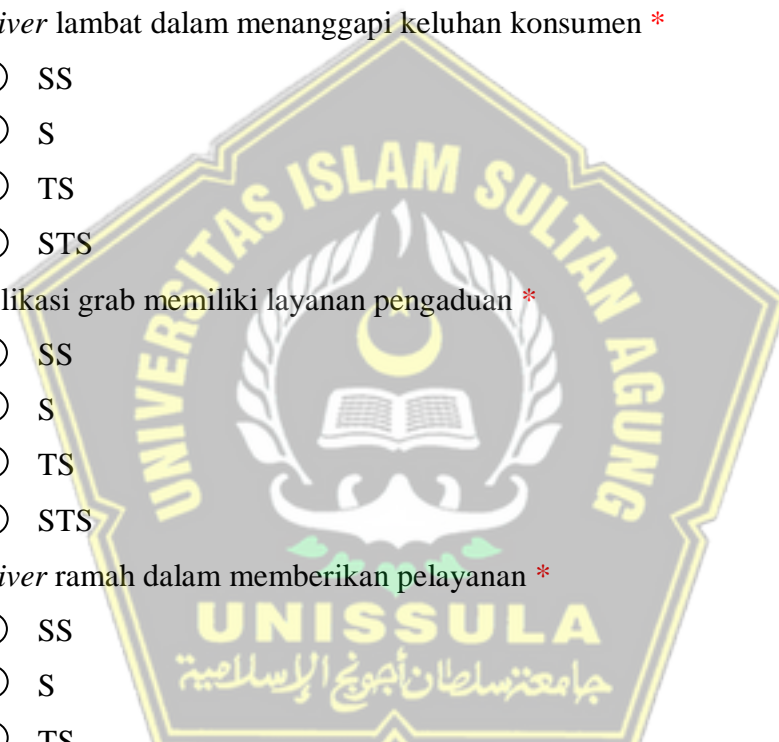 iver lambat dalam menanggapi keluhan konsumen *
SS
S
TS
STS
likasi grab memiliki layanan pengaduan *
SS
S
TS
STS
iver ramah dalam memberikan pelayanan *
SS
S
TS
UNIVERSITAS ISLAM SULTAN AGUNG
UNISSULA
جامعة سلطان أجونج الإسلامية